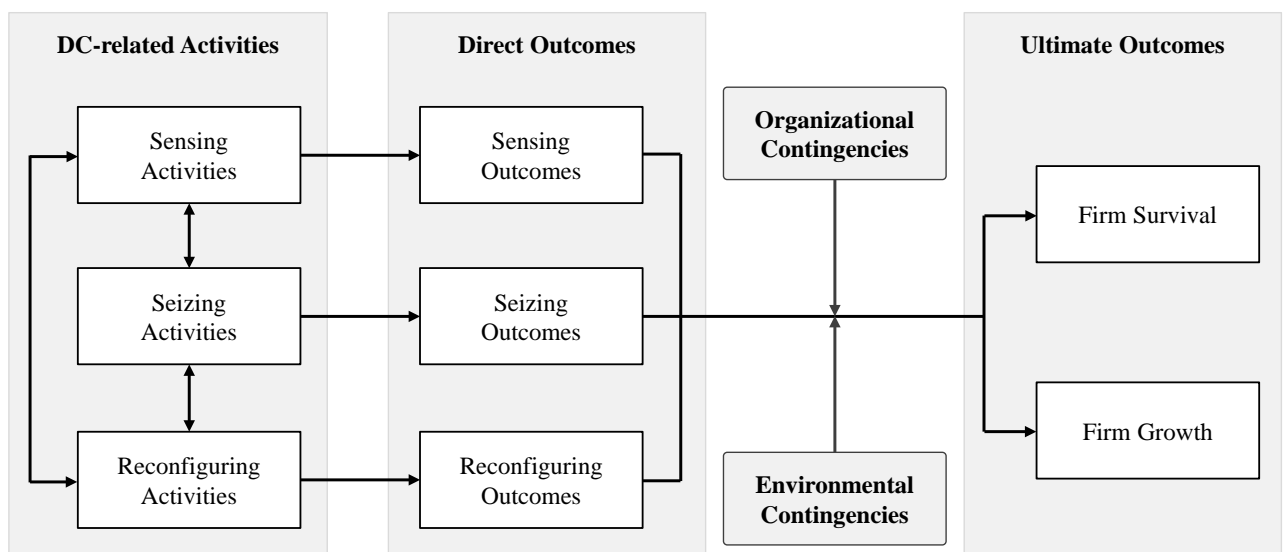 DC-related Activities
Sensing
Activities
Seizing
Activities
Reconfiguring
Activities
Direct Outcomes
Sensing
Outcomes
Seizing
Outcomes
Reconfiguring
Outcomes
Organizational
Contingencies
Environmental
Contingencies
Ultimate Outcomes
Firm Survival
Firm Growth